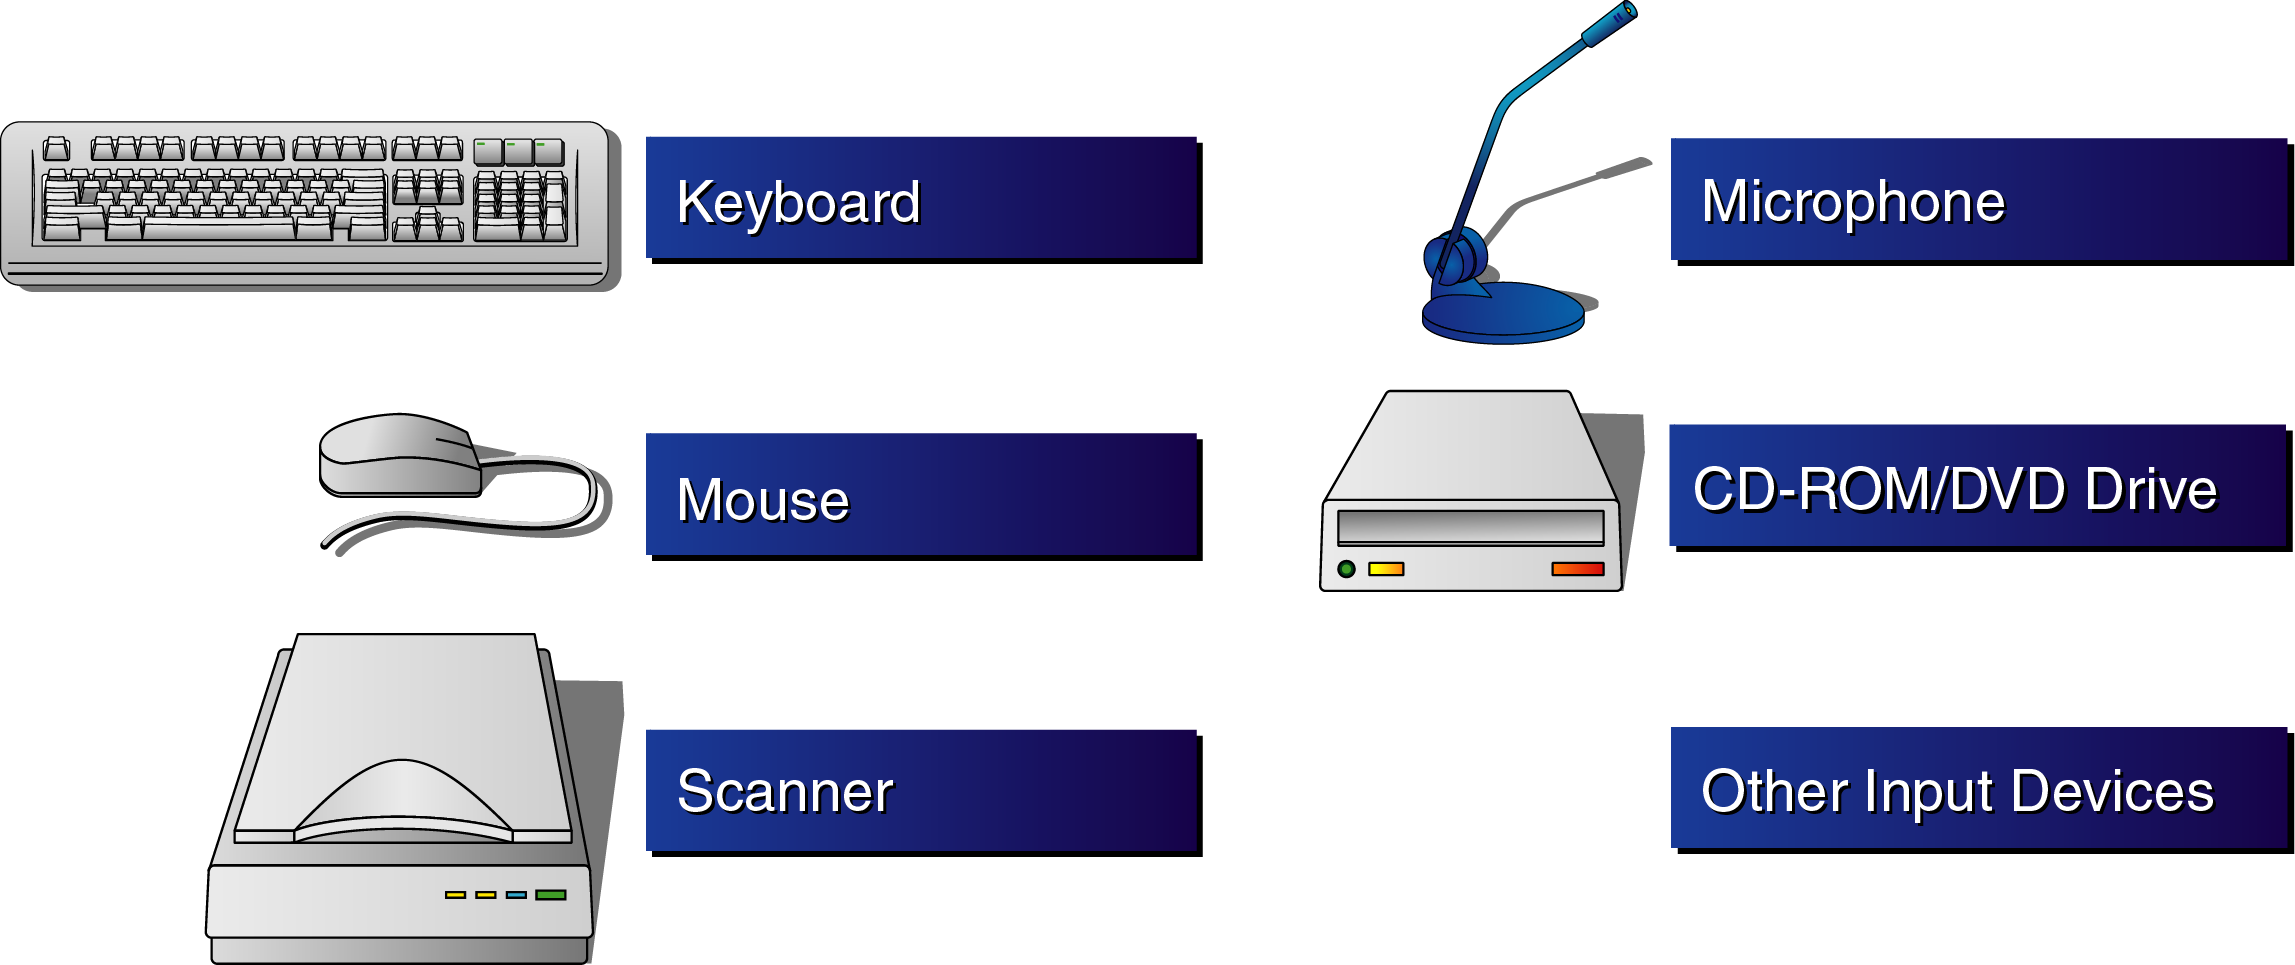 Keyboard
Mouse
Scanner
Microphone
CD-ROM/DVD Drive
Other Input Devices